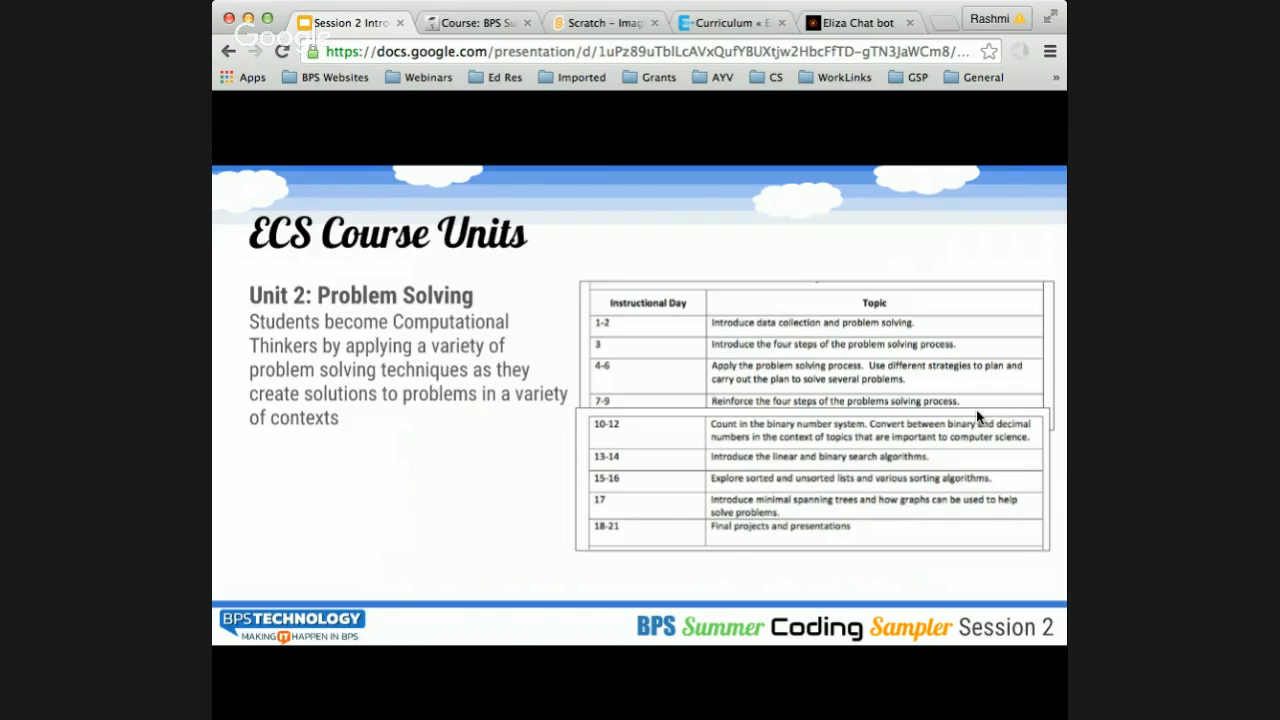 Session 2 Intro
Course: BPS Su
Scratch – Imag
Curriculum « E
Eliza Chat bot
Rashmi
Google
https://docs.google.com/presentation/d/1uPz89uTblLcAVxQufYBUXtjw2HbcFfTD-gTN3JaWCm8/...
Apps BPS Websites Webinars Ed Res Imported Grants AYV CS WorkLinks GSP General »
ECS Course Units
Unit 2: Problem Solving
Students become Computational
Thinkers by applying a variety of
problem solving techniques as they
create solutions to problems in a variety
of contexts
Instructional Day Topic
1-2 Introduce data collection and problem solving.
3 Introduce the four steps of the problem solving process.
4-6 Apply the problem solving process. Use different strategies to plan and
carry out the plan to solve several problems.
7-9 Reinforce the four steps of the problems solving process.
10-12 Count in the binary number system. Convert between binary and decimal
numbers in the context of topics that are important to computer science.
13-14 Introduce the linear and binary search algorithms.
15-16 Explore sorted and unsorted lists and various sorting algorithms.
17 Introduce minimal spanning trees and how graphs can be used to help
solve problems.
18-21 Final projects and presentations
BPSTECHNOLOGY
MAKING IT HAPPEN IN BPS
BPS Summer Coding Sampler Session 2